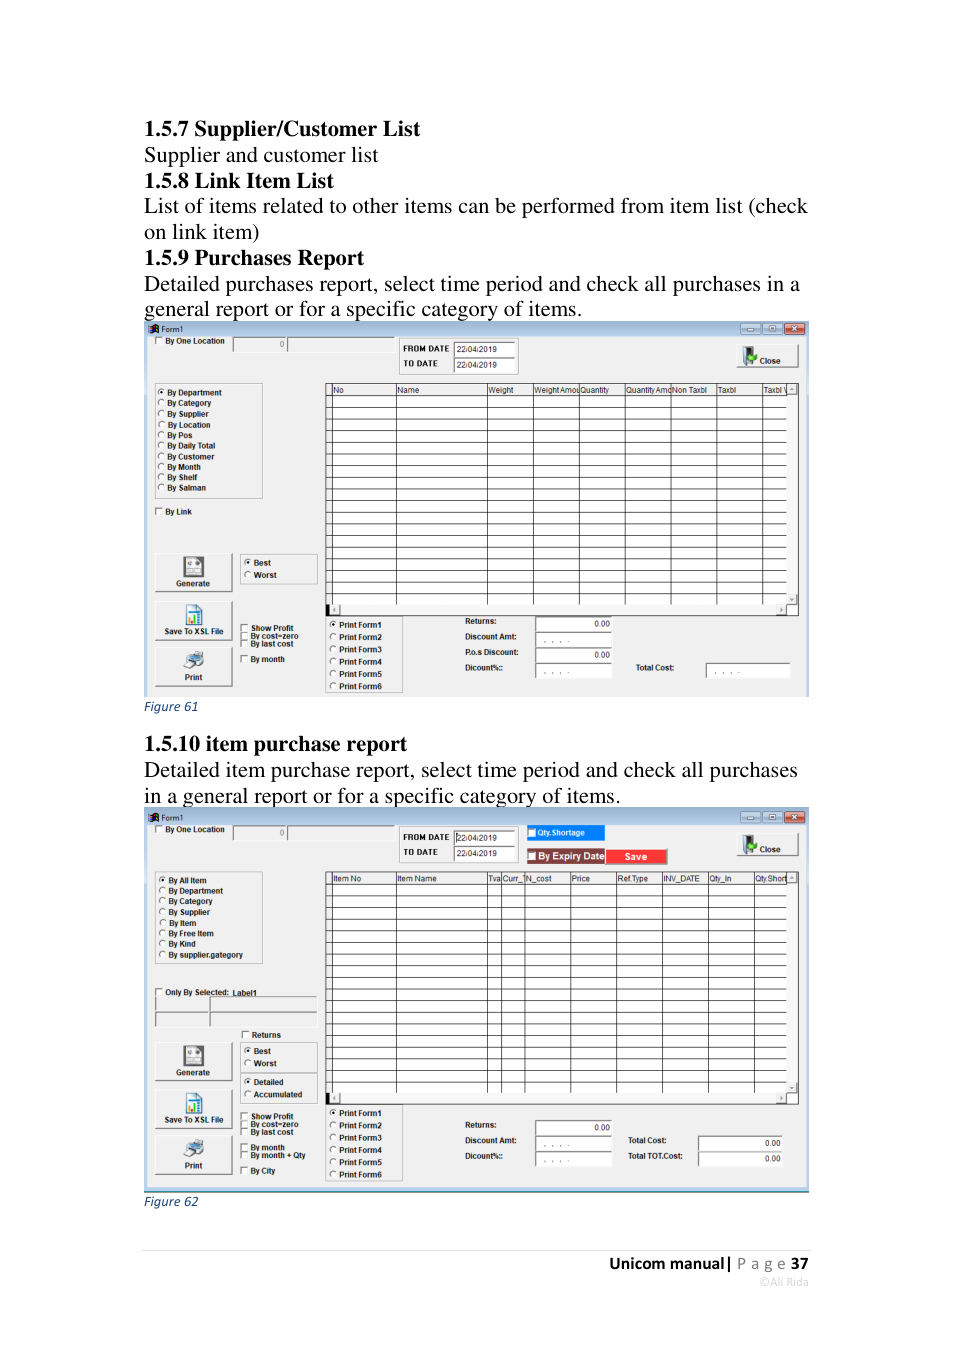 1.5.7 Supplier/Customer List
Supplier and customer list
1.5.8 Link Item List
List of items related to other items can be performed from item list (check
on link item)
1.5.9 Purchases Report
Detailed purchases report, select time period and check all purchases in a
general report or for a specific category of items.
Form1
By One Location 0
FROM DATE 22/04/2019
TO DATE 22/04/2019
Close
By Department
By Category
By Supplier
By Location
By Pos
By Daily Total
By Customer
By Month
By Shelf
By Salman
By Link
No Name Weight Weight Amou Quantity Quantity Amo Non Taxbl Taxbl Taxbl V
Generate
Best
Worst
Save To XSL File
Show Profit
By cost=zero
By last cost
By month
Print
Print Form1
Print Form2
Print Form3
Print Form4
Print Form5
Print Form6
Returns: 0.00
Discount Amt: . . . .
P.o.s Discount: 0.00
Dicount%:: . . . .
Total Cost: . . . .
Figure 61
1.5.10 item purchase report
Detailed item purchase report, select time period and check all purchases
in a general report or for a specific category of items.
Form1
By One Location 0
FROM DATE 22/04/2019
TO DATE 22/04/2019
Qty.Shortage
By Expiry Date Save
Close
By All Item
By Department
By Category
By Supplier
By Item
By Free Item
By Kind
By supplier.gategory
Only By Selected: Label1
Item No Item Name Tva Curr_ N_cost Price Ref.Type INV_DATE Qty_In Qty.Short
Returns
Generate
Best
Worst
Detailed
Accumulated
Save To XSL File
Show Profit
By cost=zero
By last cost
By month
By month + Qty
By City
Print
Print Form1
Print Form2
Print Form3
Print Form4
Print Form5
Print Form6
Returns: 0.00
Discount Amt: . . . .
Dicount%:: . . . .
Total Cost: 0.00
Total TOT.Cost: 0.00
Figure 62
Unicom manual| P a g e 37
©Ali Rida